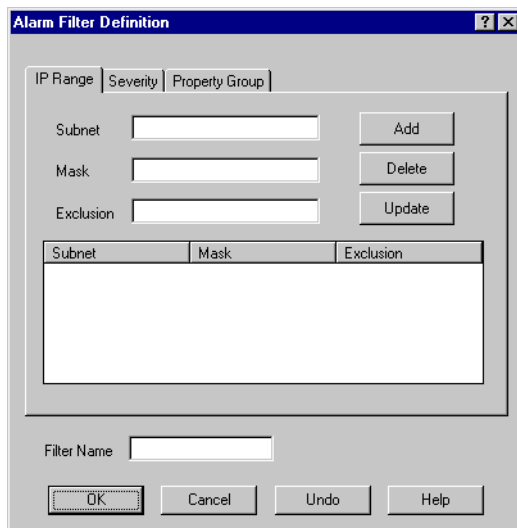 Alarm Filter Definition
IP Range Severity Property Group
Subnet Add
Mask Delete
Exclusion Update
Subnet Mask Exclusion
Filter Name
OK Cancel Undo Help